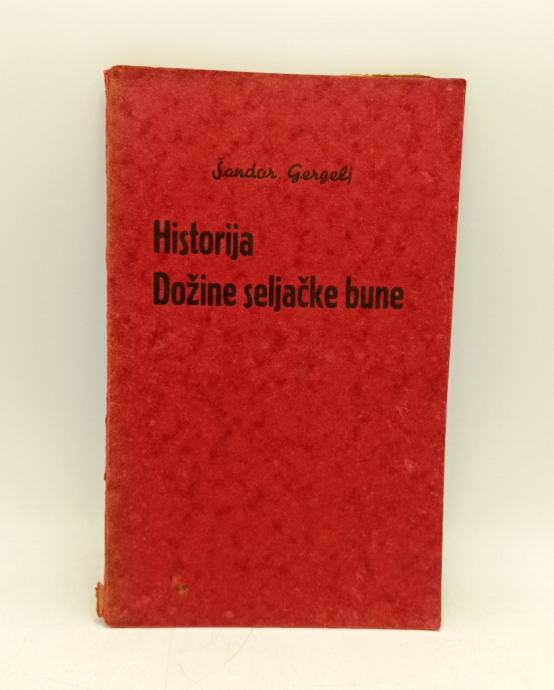 Šandor Gergelj
Historija
Dožine seljačke bune